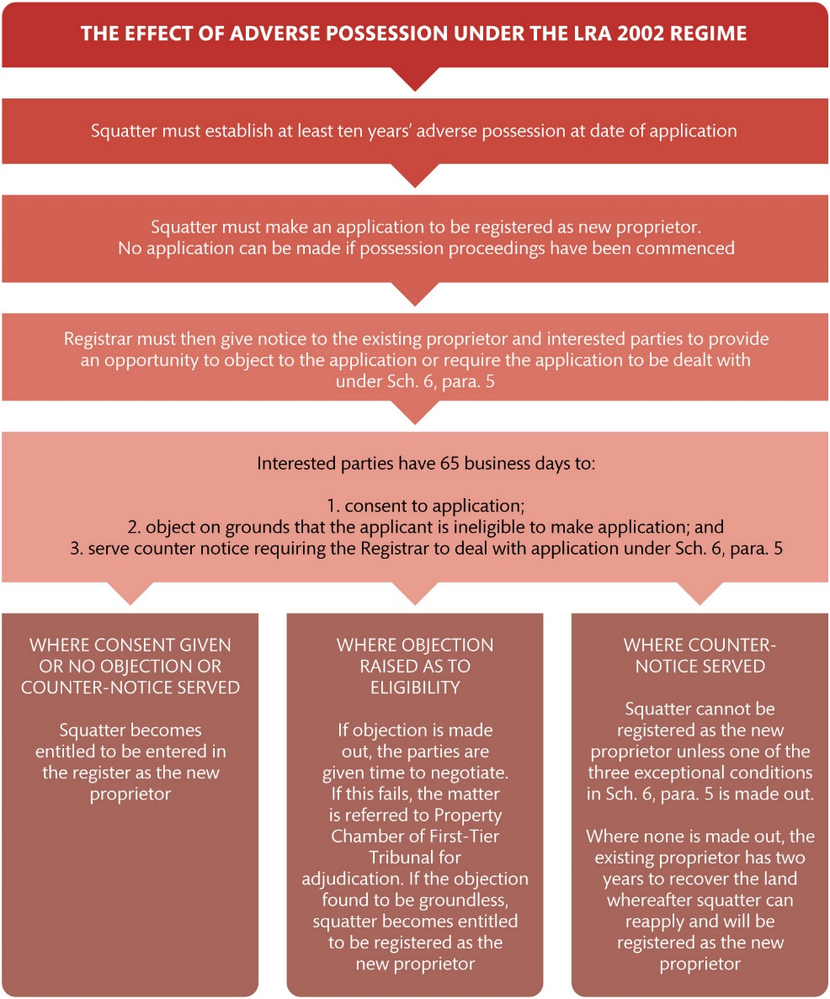 THE EFFECT OF ADVERSE POSSESSION UNDER THE LRA 2002 REGIME
Squatter must establish at least ten years’ adverse possession at date of application
Squatter must make an application to be registered as new proprietor.
No application can be made if possession proceedings have been commenced
Registrar must then give notice to the existing proprietor and interested parties to provide
an opportunity to object to the application or require the application to be dealt with
under Sch. 6, para. 5
Interested parties have 65 business days to:
1. consent to application;
2. object on grounds that the applicant is ineligible to make application; and
3. serve counter notice requiring the Registrar to deal with application under Sch. 6, para. 5
WHERE CONSENT GIVEN
OR NO OBJECTION OR
COUNTER-NOTICE SERVED
Squatter becomes
entitled to be entered in
the register as the new
proprietor
WHERE OBJECTION
RAISED AS TO
ELIGIBILITY
If objection is made
out, the parties are
given time to negotiate.
If this fails, the matter
is referred to Property
Chamber of First-Tier
Tribunal for
adjudication. If the objection
found to be groundless,
squatter becomes entitled
to be registered as the
new proprietor
WHERE COUNTER-
NOTICE SERVED
Squatter cannot be
registered as the new
proprietor unless one of the
three exceptional conditions
in Sch. 6, para. 5 is made out.
Where none is made out, the
existing proprietor has two
years to recover the land
whereafter squatter can
reapply and will be
registered as the new
proprietor